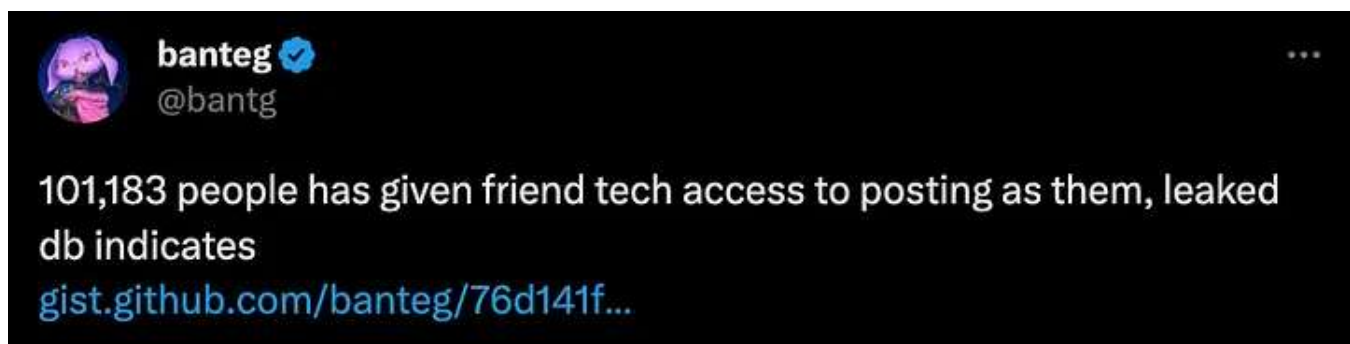 banteg
@bantg
101,183 people has given friend tech access to posting as them, leaked
db indicates
gist.github.com/banteg/76d141f...